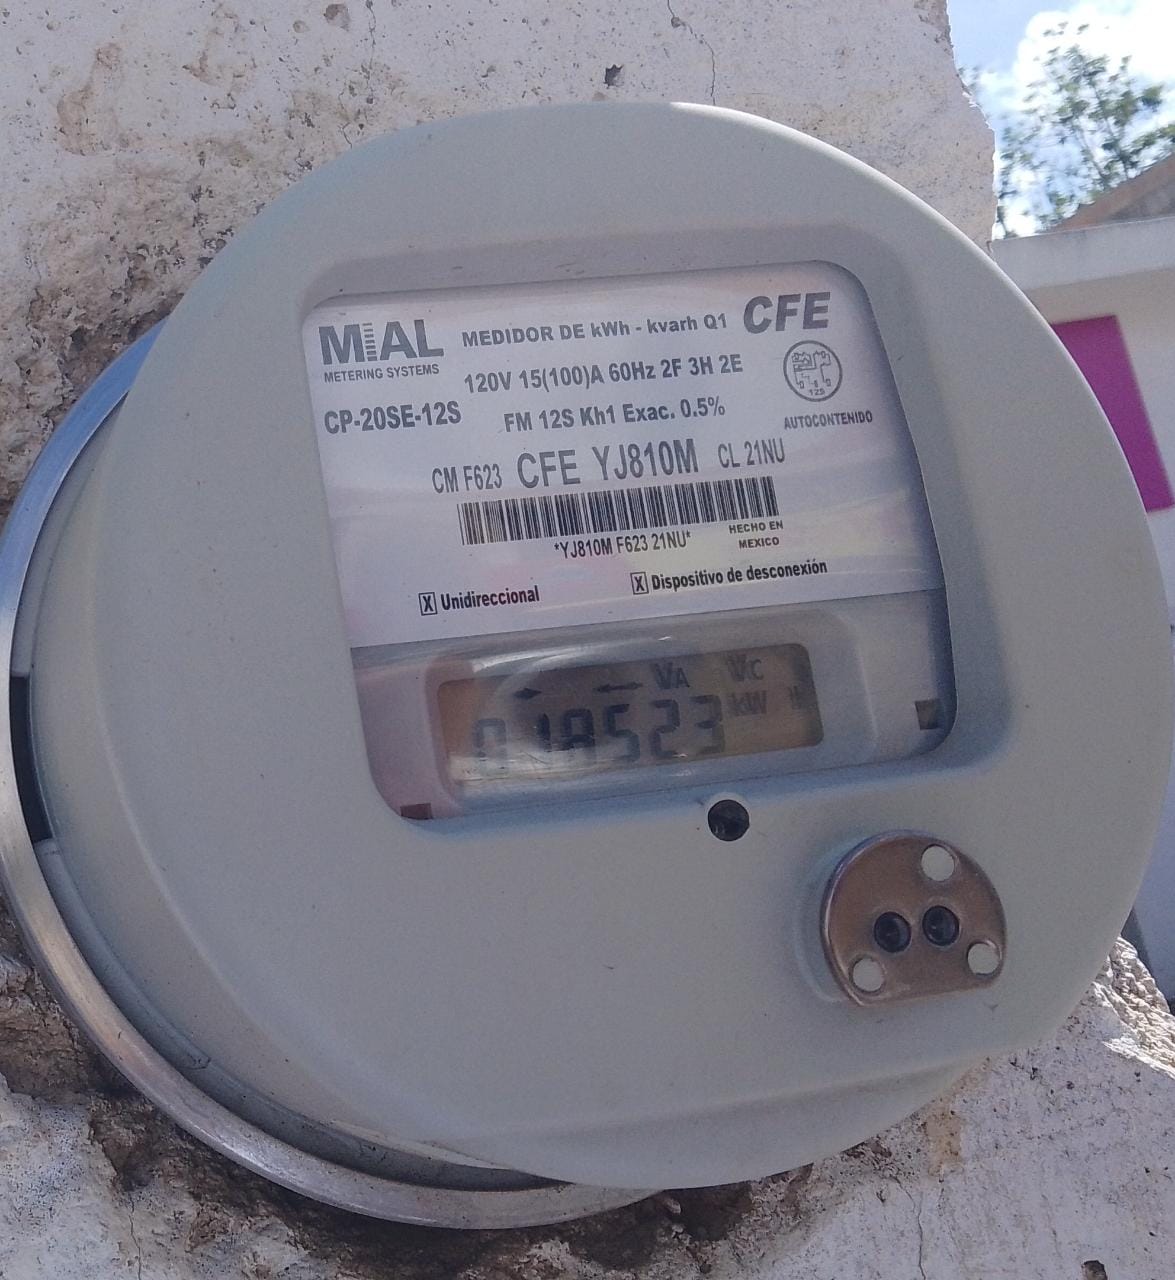 MIAL
METERING SYSTEMS
MEDIDOR DE kWh - kvarh Q1
CFE
120V 15(100)A 60Hz 2F 3H 2E
CP-20SE-12S
FM 12S Kh1 Exac. 0.5%
12S
AUTOCONTENIDO
CM F623 CFE YJ810M CL 21NU
*YJ810M F623 21NU*
HECHO EN
MEXICO
X Unidireccional
X Dispositivo de desconexión
VA VC
018523 kW H